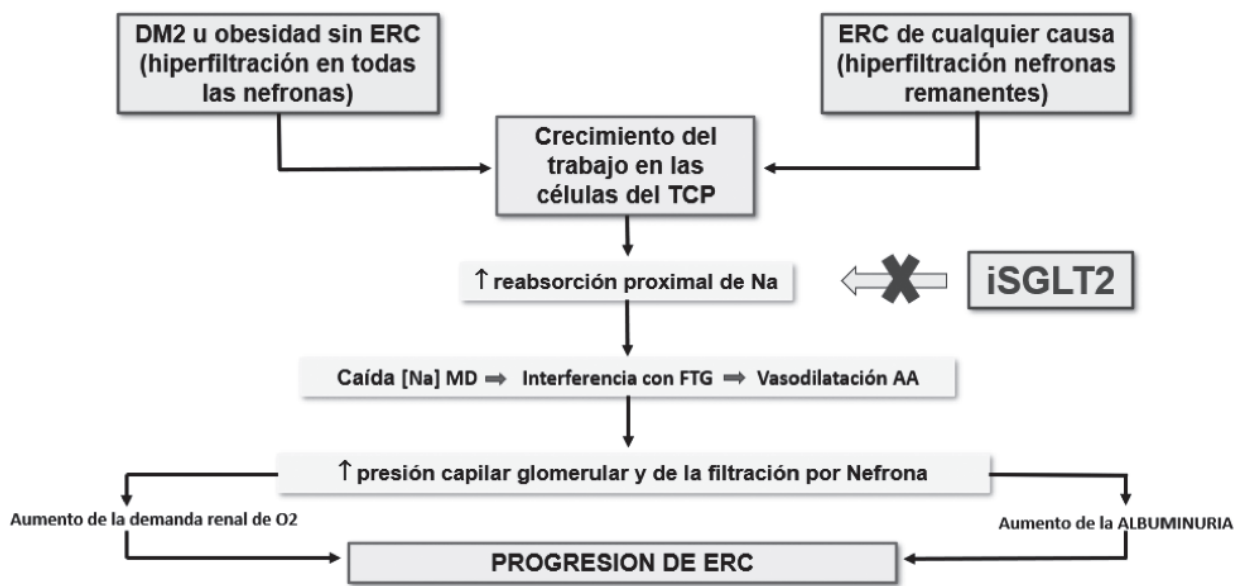 DM2 u obesidad sin ERC
(hiperfiltración en todas
las nefronas)
ERC de cualquier causa
(hiperfiltración nefronas
remanentes)
Crecimiento del
trabajo en las
células del TCP
↑ reabsorción proximal de Na
iSGLT2
Caída [Na] MD ➡ Interferencia con FTG ➡ Vasodilatación AA
↑ presión capilar glomerular y de la filtración por Nefrona
Aumento de la demanda renal de O2
Aumento de la ALBUMINURIA
PROGRESION DE ERC